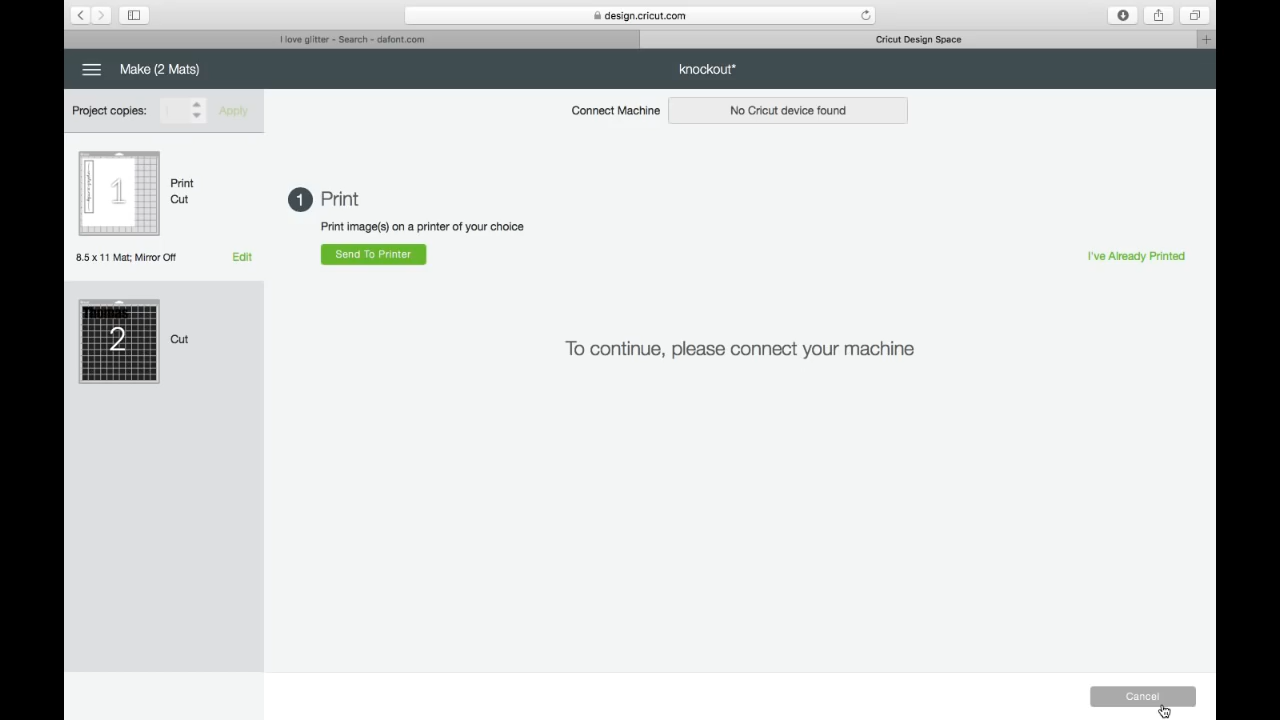 design.cricut.com
I love glitter - Search - dafont.com
Cricut Design Space
Make (2 Mats)
knockout*
Project copies:
Apply
Connect Machine
No Cricut device found
1
Print
Cut
8.5 x 11 Mat; Mirror Off
Edit
1
Print
Print image(s) on a printer of your choice
Send To Printer
I've Already Printed
Thomas
2
Cut
To continue, please connect your machine
Cancel